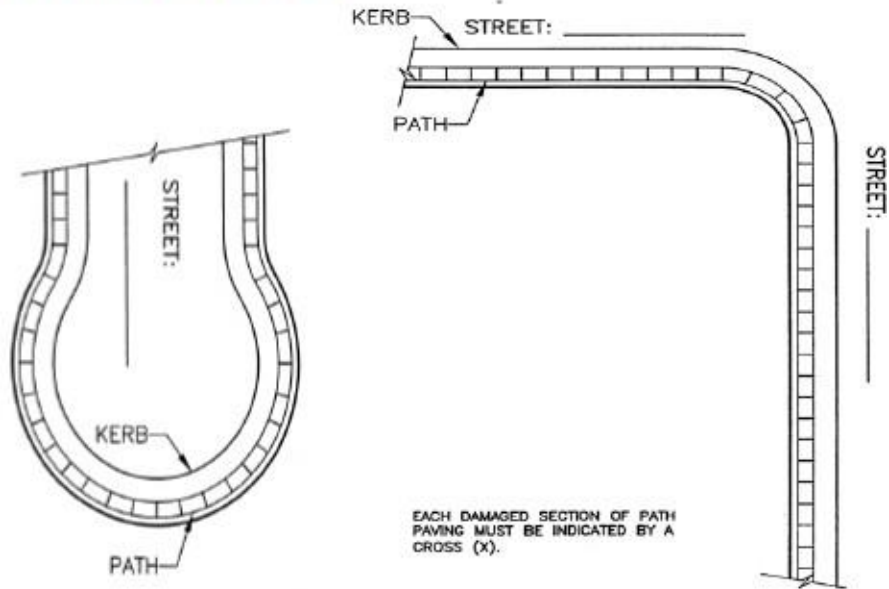 KERB
STREET:
PATH
STREET:
STREET:
KERB
PATH
EACH DAMAGED SECTION OF PATH
PAVING MUST BE INDICATED BY A
CROSS (X).